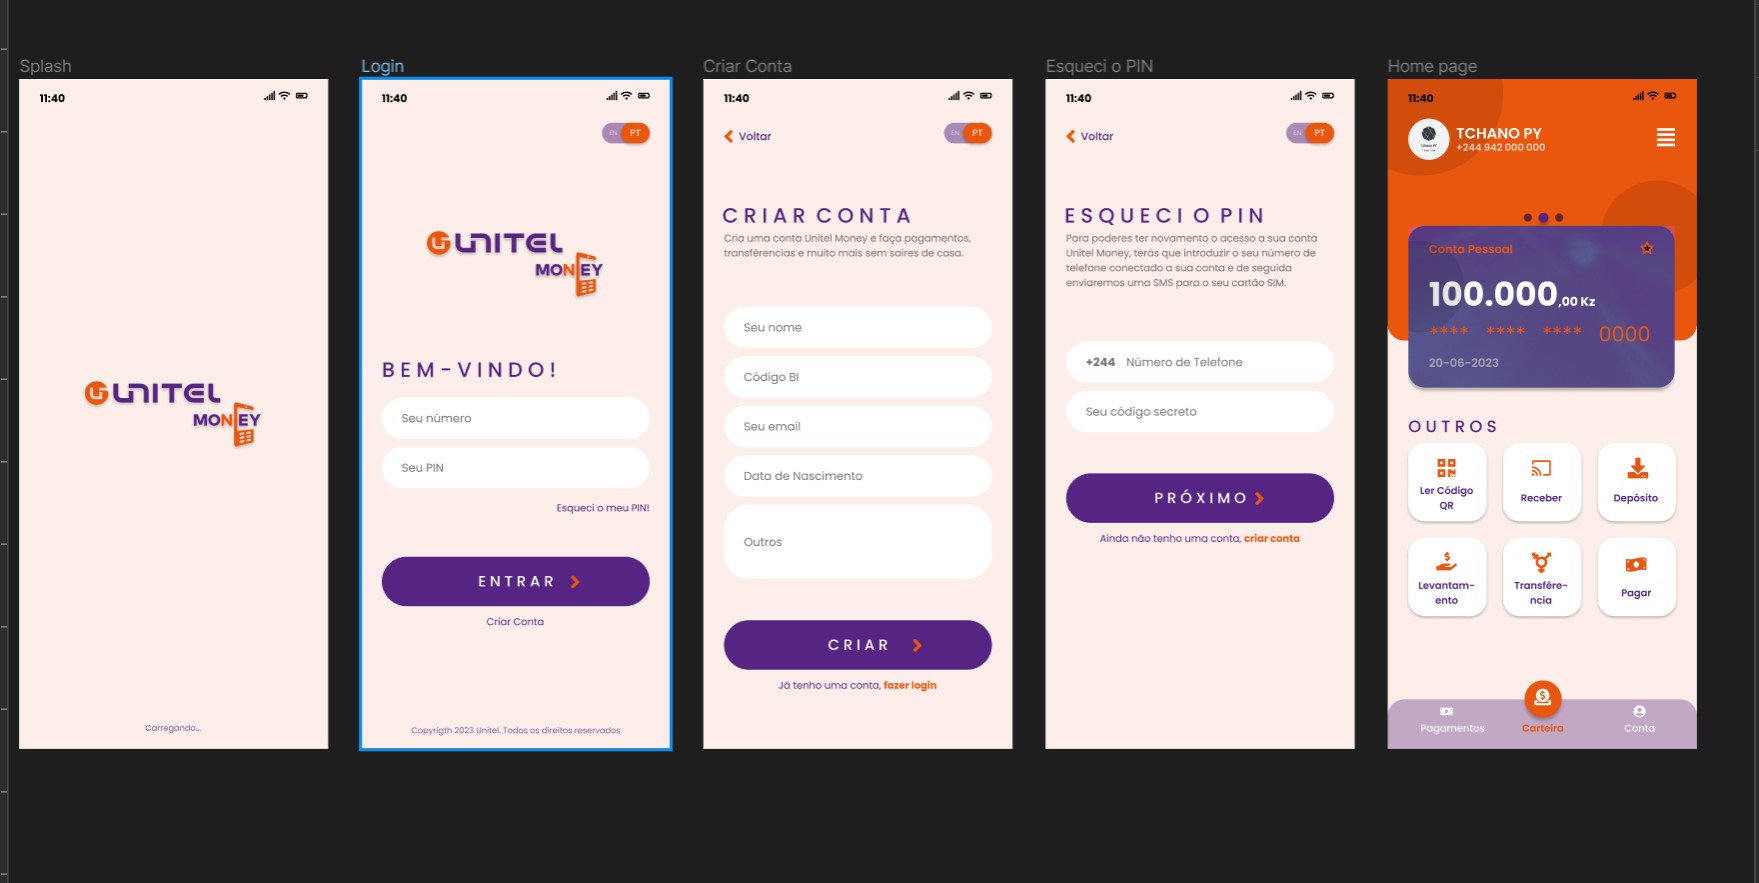 Splash
11:40
UNITEL
MONEY
Carregando...
Login
11:40
EN PT
UNITEL
MONEY
BEM-VINDO!
Seu número
Seu PIN
Esqueci o meu PIN!
ENTRAR
Criar Conta
Copyrigth 2023 Unitel. Todos os direitos reservados
Criar Conta
11:40
Voltar
EN PT
CRIAR CONTA
Cria uma conta Unitel Money e faça pagamentos,
transfêrencias e muito mais sem saires de casa.
Seu nome
Código BI
Seu email
Data de Nascimento
Outros
CRIAR
Já tenho uma conta, fazer login
Esqueci o PIN
11:40
Voltar
EN PT
ESQUECI O PIN
Para poderes ter novamento o acesso a sua conta
Unitel Money, terás que introduzir o seu número de
telefone conectado a sua conta e de seguida
enviaremos uma SMS para o seu cartão SIM.
+244 Número de Telefone
Seu código secreto
PRÓXIMO
Ainda não tenho uma conta, criar conta
Home page
11:40
TCHANO PY
+244 942 000 000
Conta Pessoal
100.000,00 Kz
**** **** **** 0000
20-06-2023
OUTROS
Ler Código
QR
Receber
Depósito
Levantam-
ento
Transfêre-
ncia
Pagar
Pagamentos
Carteira
Conta